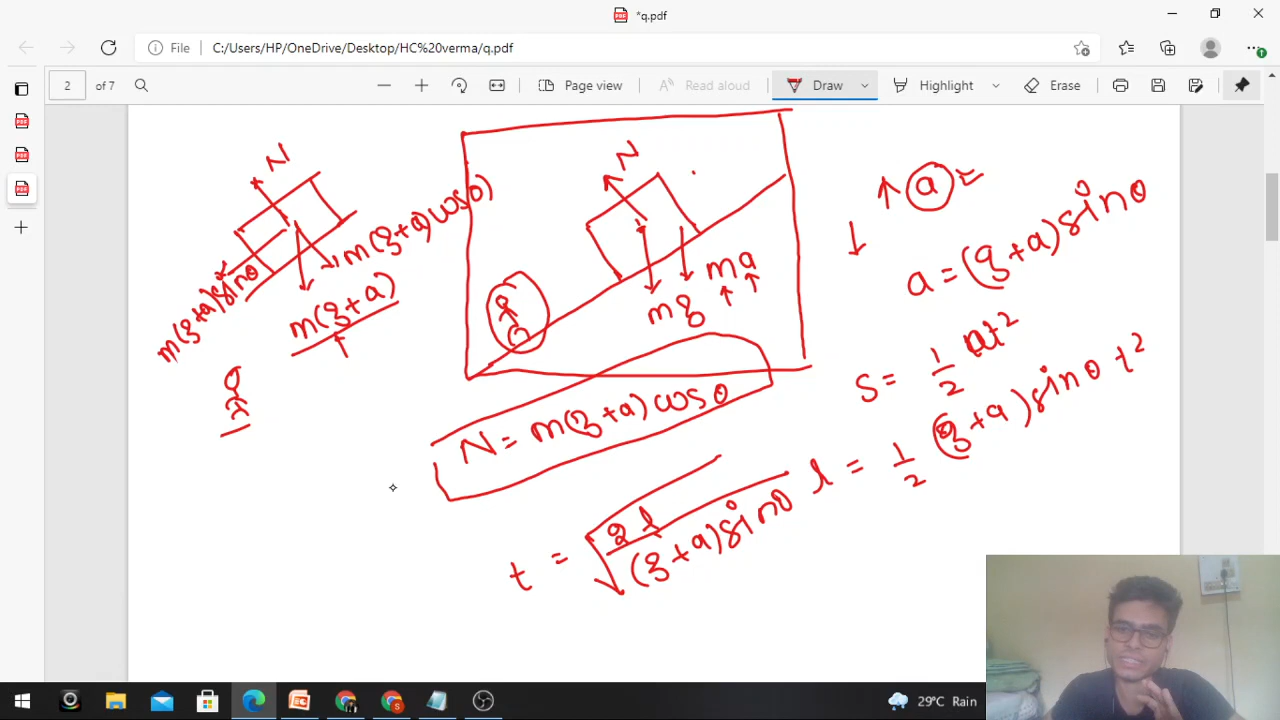 *q.pdf
File C:/Users/HP/OneDrive/Desktop/HC%20verma/q.pdf
2 of 7 Page view Read aloud Draw Highlight Erase
N
m(g+a)cosθ)
m(g+a)sinθ
m(g+a)
N
mg
ma
↑ a =
↓
a = (g+a)sinθ
S = 1/2 at²
l = 1/2 (g+a)sinθ t²
N = m(g+a)cosθ
t = √2l/(g+a)sinθ
29°C Rain